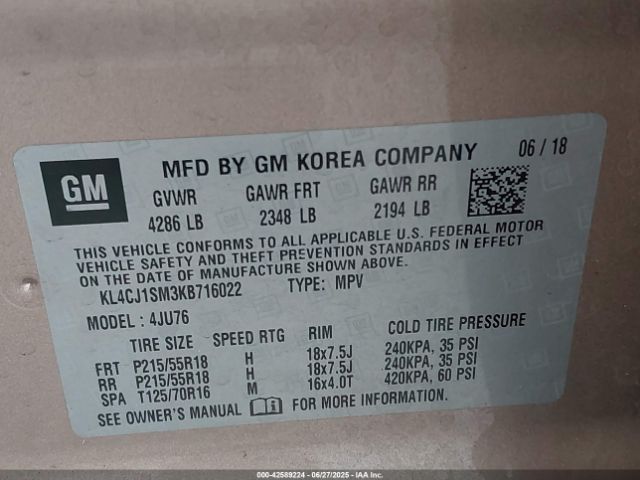 GM
MFD BY GM KOREA COMPANY 06 / 18
GVWR GAWR FRT GAWR RR
4286 LB 2348 LB 2194 LB
THIS VEHICLE CONFORMS TO ALL APPLICABLE U.S. FEDERAL MOTOR
VEHICLE SAFETY AND THEFT PREVENTION STANDARDS IN EFFECT
ON THE DATE OF MANUFACTURE SHOWN ABOVE.
KL4CJ1SM3KB716022 TYPE: MPV
MODEL : 4JU76
TIRE SIZE SPEED RTG RIM COLD TIRE PRESSURE
FRT P215/55R18 H 18x7.5J 240KPA, 35 PSI
RR P215/55R18 H 18x7.5J 240KPA, 35 PSI
SPA T125/70R16 M 16x4.0T 420KPA, 60 PSI
SEE OWNER'S MANUAL FOR MORE INFORMATION.
000-42589224 - 06/27/2025 - IAA Inc.